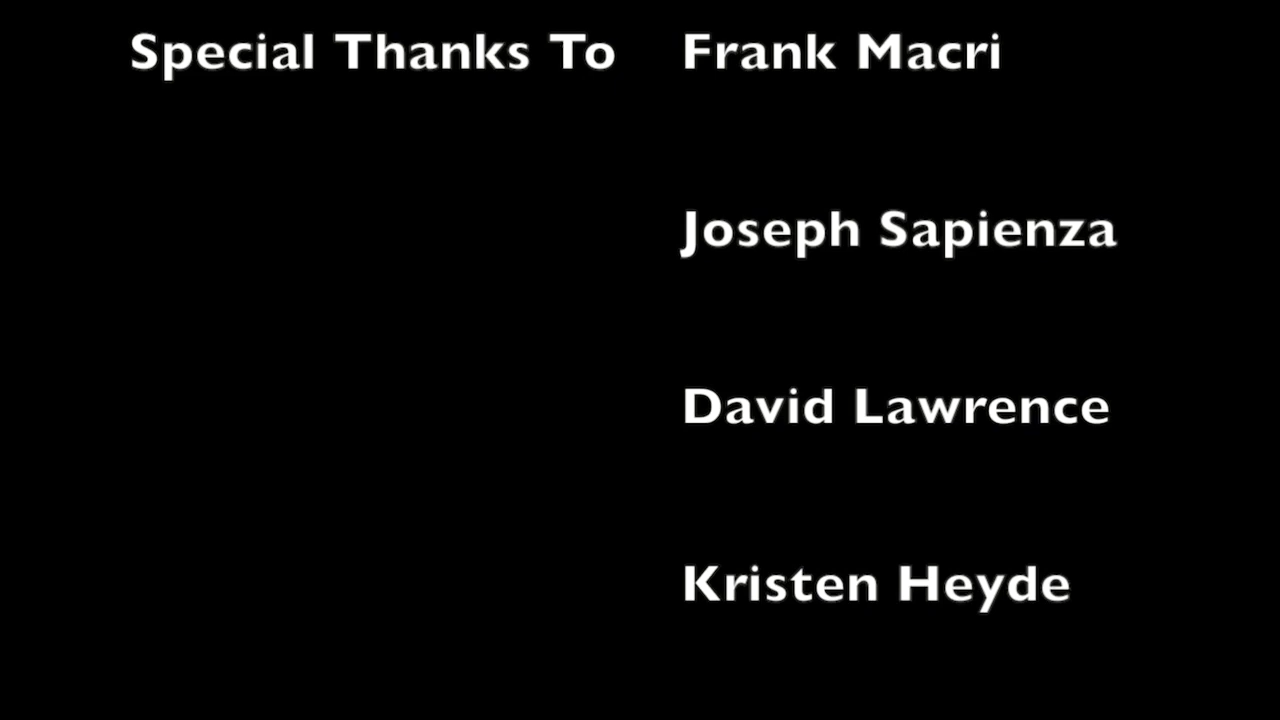 Special Thanks To Frank Macri
Joseph Sapienza
David Lawrence
Kristen Heyde